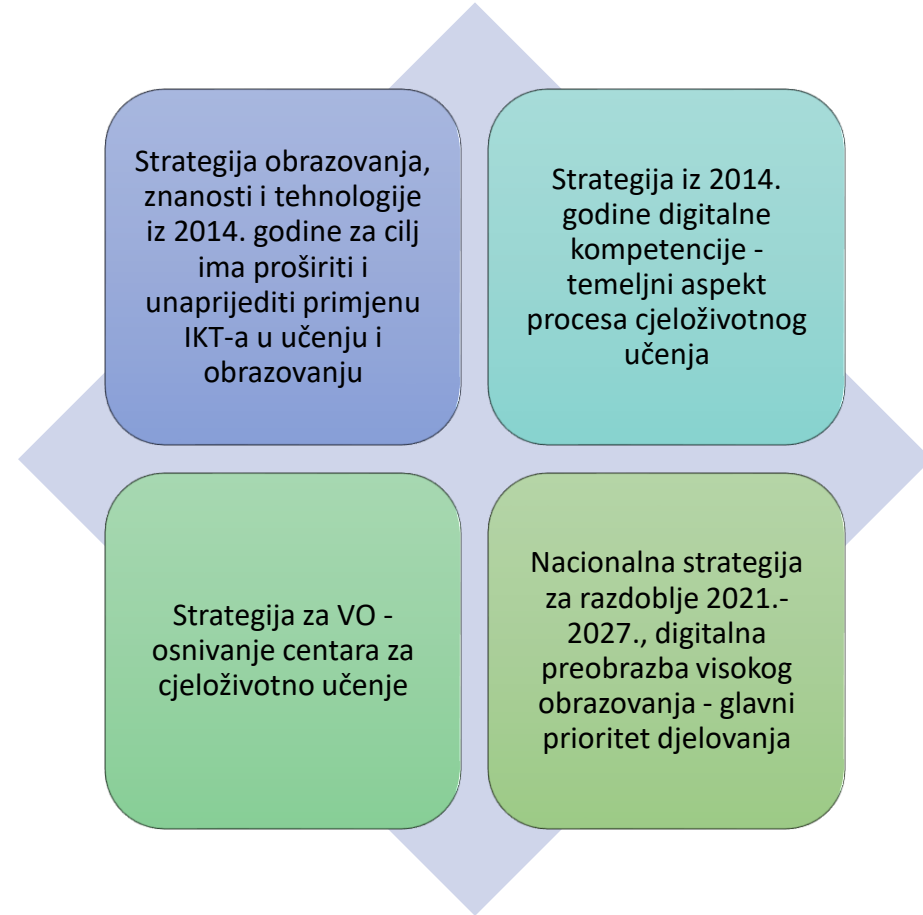 Strategija obrazovanja,
znanosti i tehnologije
iz 2014. godine za cilj
ima proširiti i
unaprijediti primjenu
IKT-a u učenju i
obrazovanju
Strategija iz 2014.
godine digitalne
kompetencije -
temeljni aspekt
procesa cjeloživotnog
učenja
Strategija za VO -
osnivanje centara za
cjeloživotno učenje
Nacionalna strategija
za razdoblje 2021.-
2027., digitalna
preobrazba visokog
obrazovanja - glavni
prioritet djelovanja